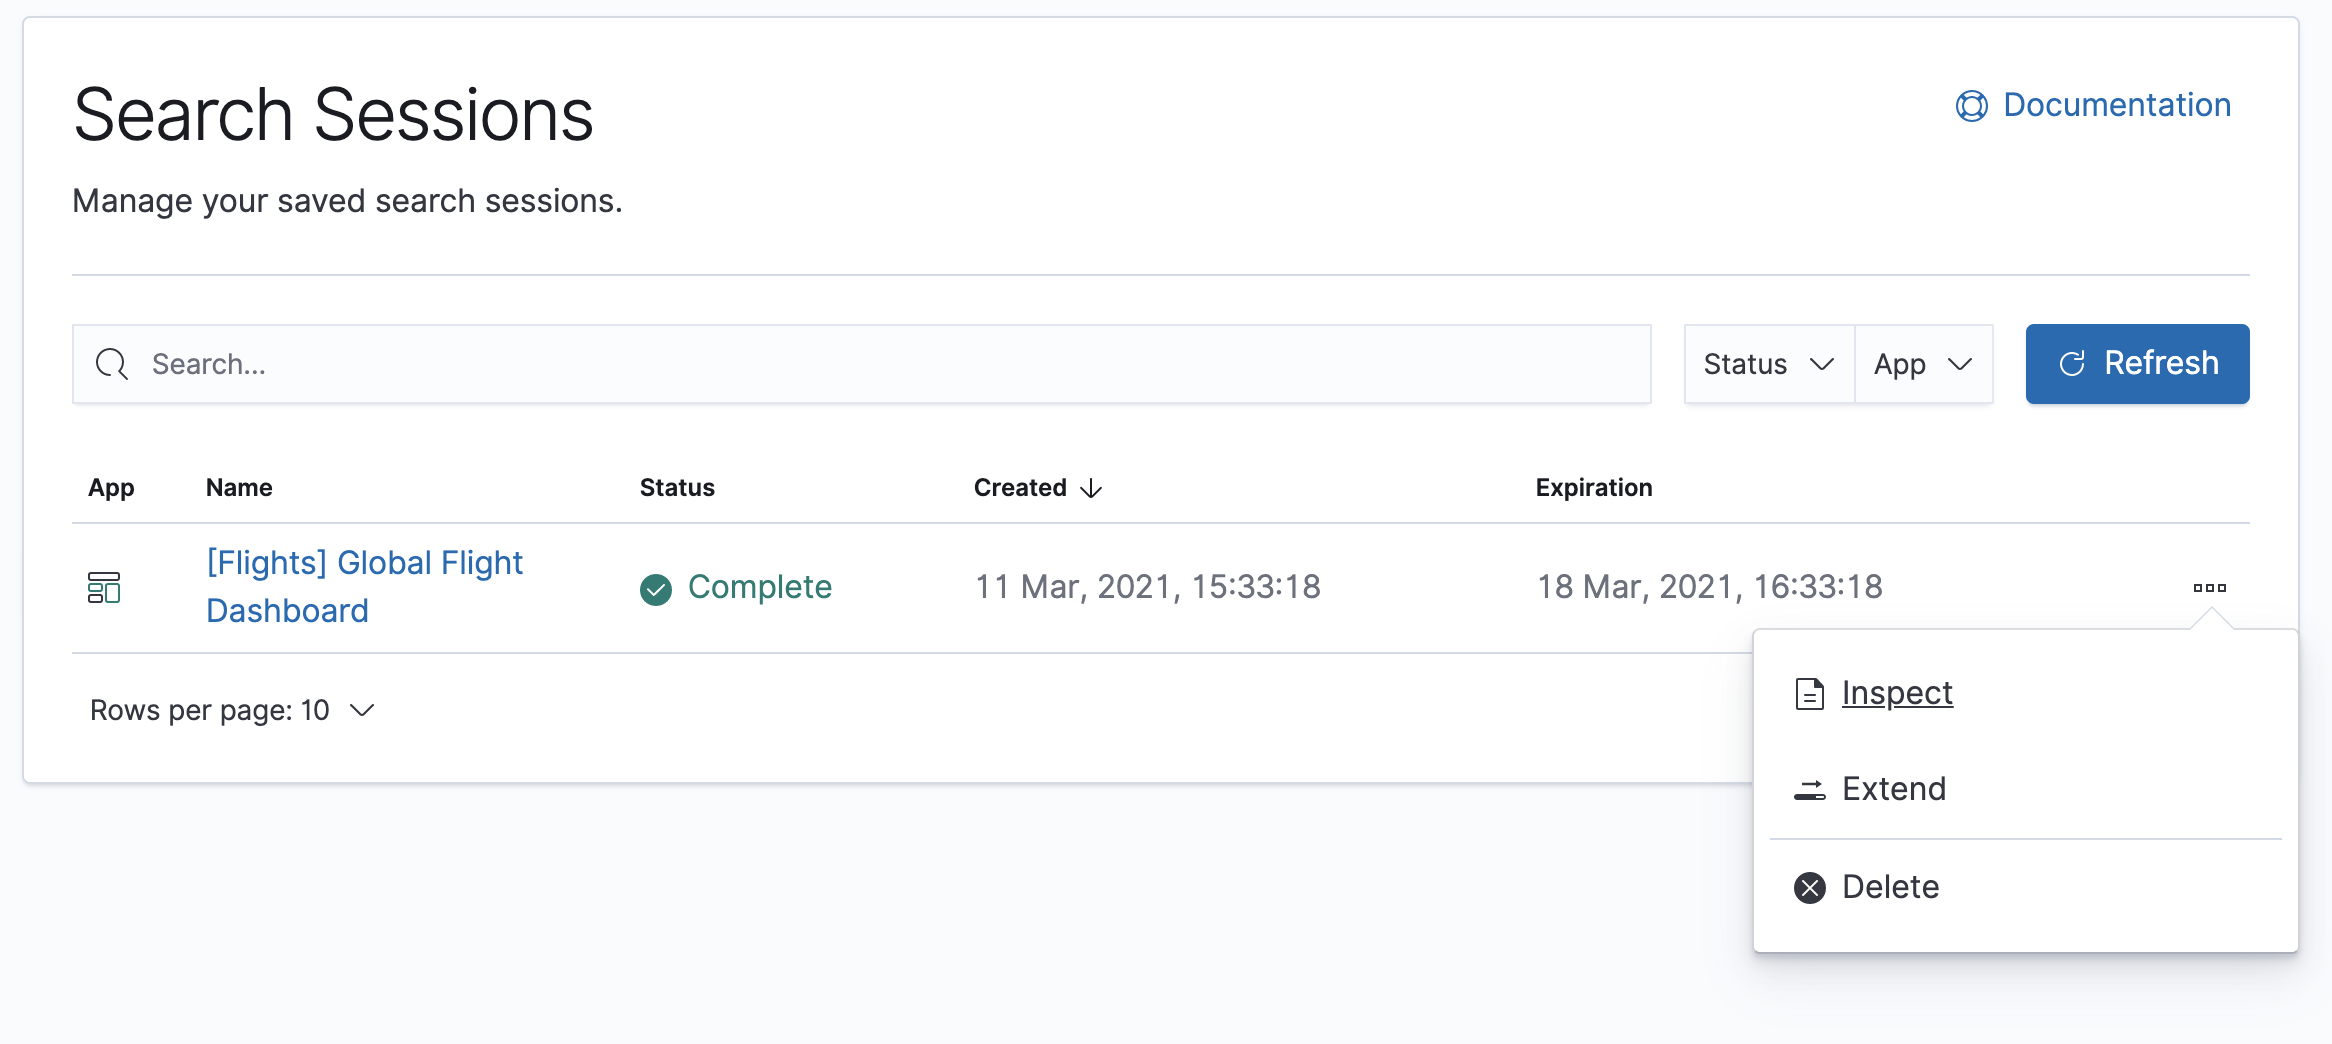 Search Sessions
Documentation
Manage your saved search sessions.
Search...
Status
App
Refresh
App
Name
Status
Created
Expiration
[Flights] Global Flight
Dashboard
Complete
11 Mar, 2021, 15:33:18
18 Mar, 2021, 16:33:18
Rows per page: 10
Inspect
Extend
Delete